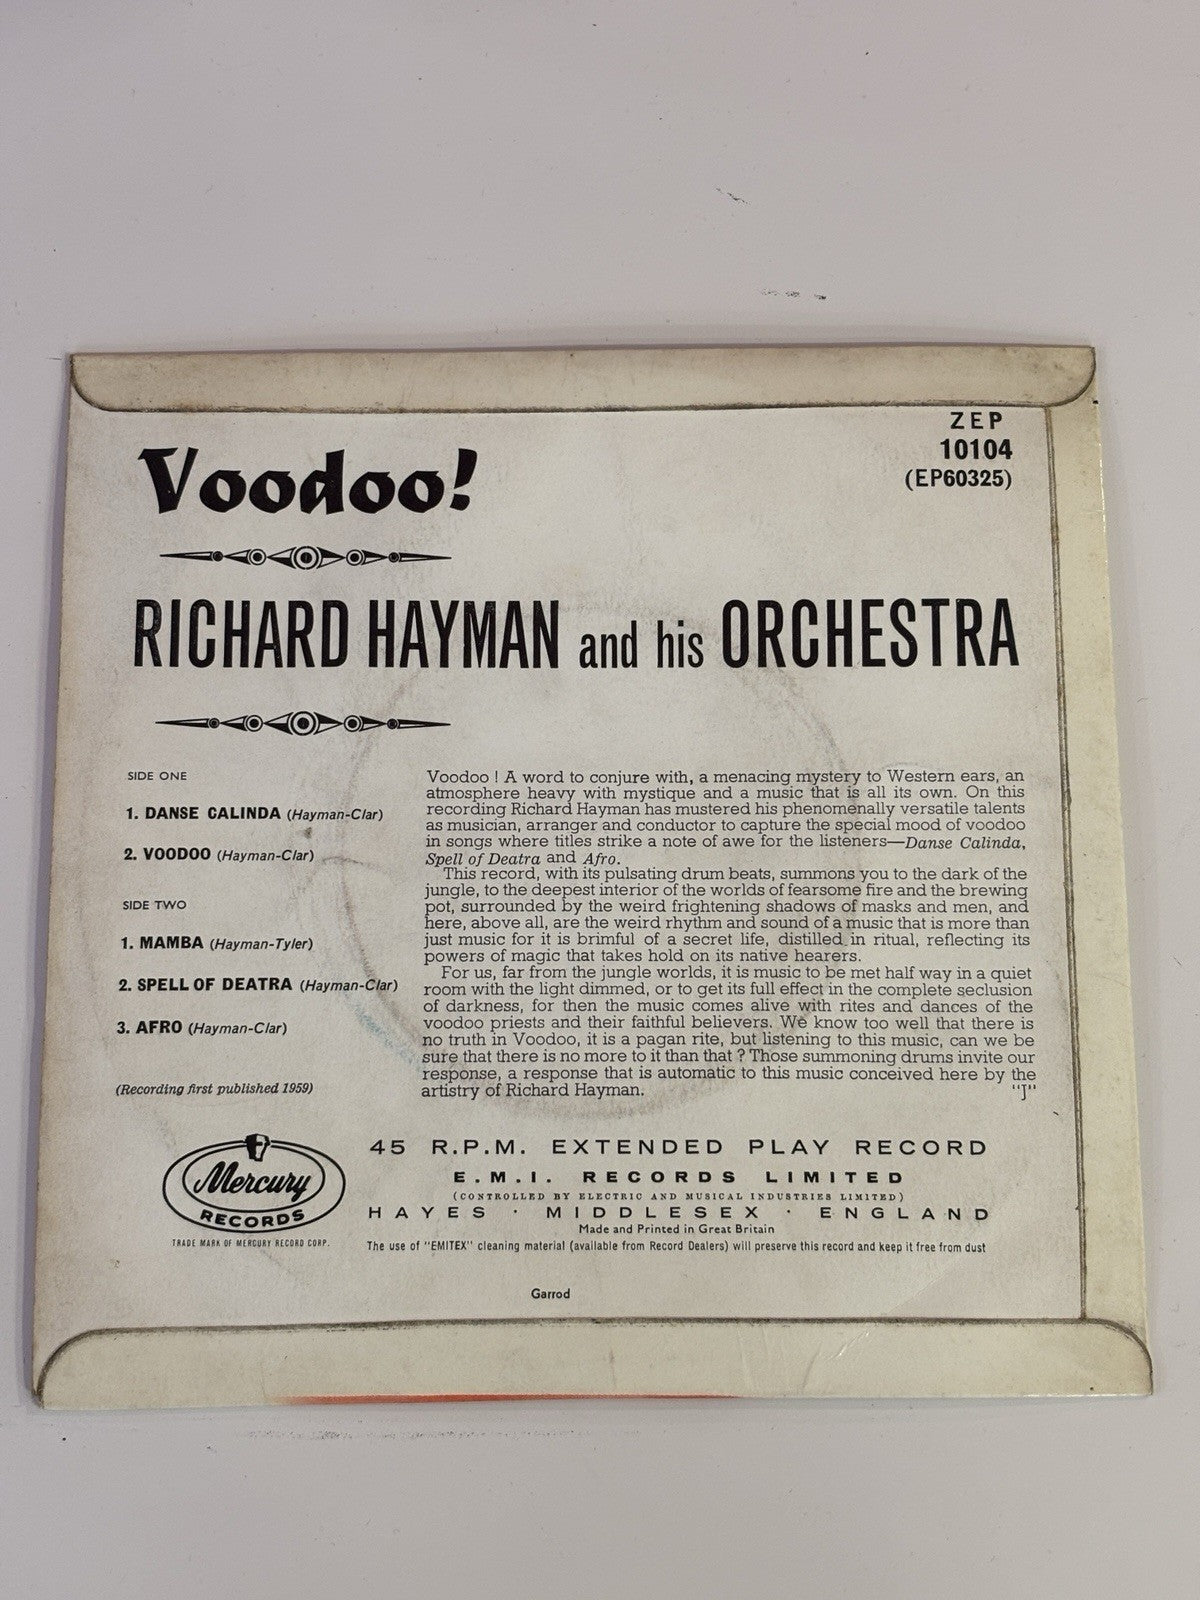 ZEP
10104
(EP60325)
Voodoo!
RICHARD HAYMAN and his ORCHESTRA
SIDE ONE
1. DANSE CALINDA (Hayman-Clar)
2. VOODOO (Hayman-Clar)
SIDE TWO
1. MAMBA (Hayman-Tyler)
2. SPELL OF DEATRA (Hayman-Clar)
3. AFRO (Hayman-Clar)
(Recording first published 1959)
Voodoo ! A word to conjure with, a menacing mystery to Western ears, an
atmosphere heavy with mystique and a music that is all its own. On this
recording Richard Hayman has mustered his phenomenally versatile talents
as musician, arranger and conductor to capture the special mood of voodoo
in songs where titles strike a note of awe for the listeners—Danse Calinda,
Spell of Deatra and Afro.
This record, with its pulsating drum beats, summons you to the dark of the
jungle, to the deepest interior of the worlds of fearsome fire and the brewing
pot, surrounded by the weird frightening shadows of masks and men, and
here, above all, are the weird rhythm and sound of a music that is more than
just music for it is brimful of a secret life, distilled in ritual, reflecting its
powers of magic that takes hold on its native hearers.
For us, far from the jungle worlds, it is music to be met half way in a quiet
room with the light dimmed, or to get its full effect in the complete seclusion
of darkness, for then the music comes alive with rites and dances of the
voodoo priests and their faithful believers. We know too well that there is
no truth in Voodoo, it is a pagan rite, but listening to this music, can we be
sure that there is no more to it than that ? Those summoning drums invite our
response, a response that is automatic to this music conceived here by the
artistry of Richard Hayman. "J"
Mercury
RECORDS
TRADE MARK OF MERCURY RECORD CORP.
45 R.P.M. EXTENDED PLAY RECORD
E.M.I. RECORDS LIMITED
(CONTROLLED BY ELECTRIC AND MUSICAL INDUSTRIES LIMITED)
HAYES · MIDDLESEX · ENGLAND
Made and Printed in Great Britain
The use of "EMITEX" cleaning material (available from Record Dealers) will preserve this record and keep it free from dust
Garrod